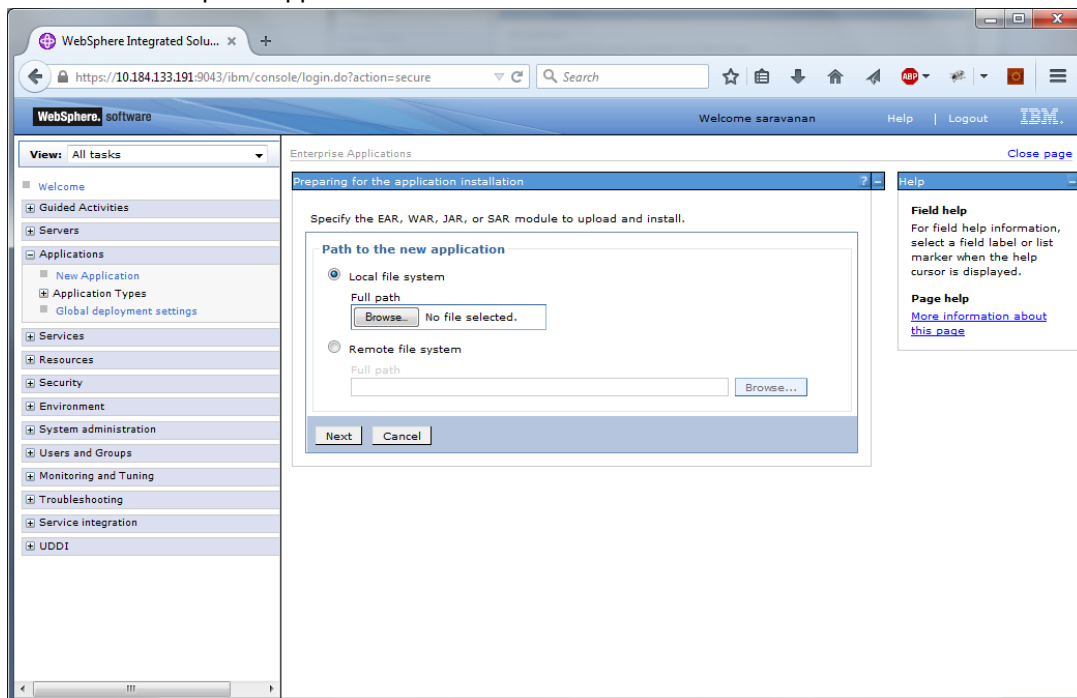 WebSphere Integrated Solu... × +
https://10.184.133.191:9043/ibm/console/login.do?action=secure
Search
ABP
WebSphere. software
Welcome saravanan
Help | Logout
IBM.
View: All tasks
Welcome
Guided Activities
Servers
Applications
New Application
Application Types
Global deployment settings
Services
Resources
Security
Environment
System administration
Users and Groups
Monitoring and Tuning
Troubleshooting
Service integration
UDDI
Enterprise Applications
Close page
Preparing for the application installation
? –
Specify the EAR, WAR, JAR, or SAR module to upload and install.
Path to the new application
Local file system
Full path
Browse... No file selected.
Remote file system
Full path
Browse...
Next
Cancel
Help
–
Field help
For field help information,
select a field label or list
marker when the help
cursor is displayed.
Page help
More information about
this page